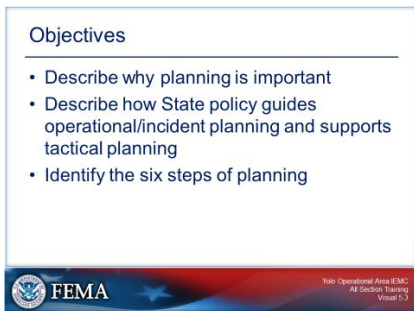 Objectives
• Describe why planning is important
• Describe how State policy guides
operational/incident planning and supports
tactical planning
• Identify the six steps of planning
FEMA
Yolo Operational Area IEMC
All Section Training
Visual 5.3